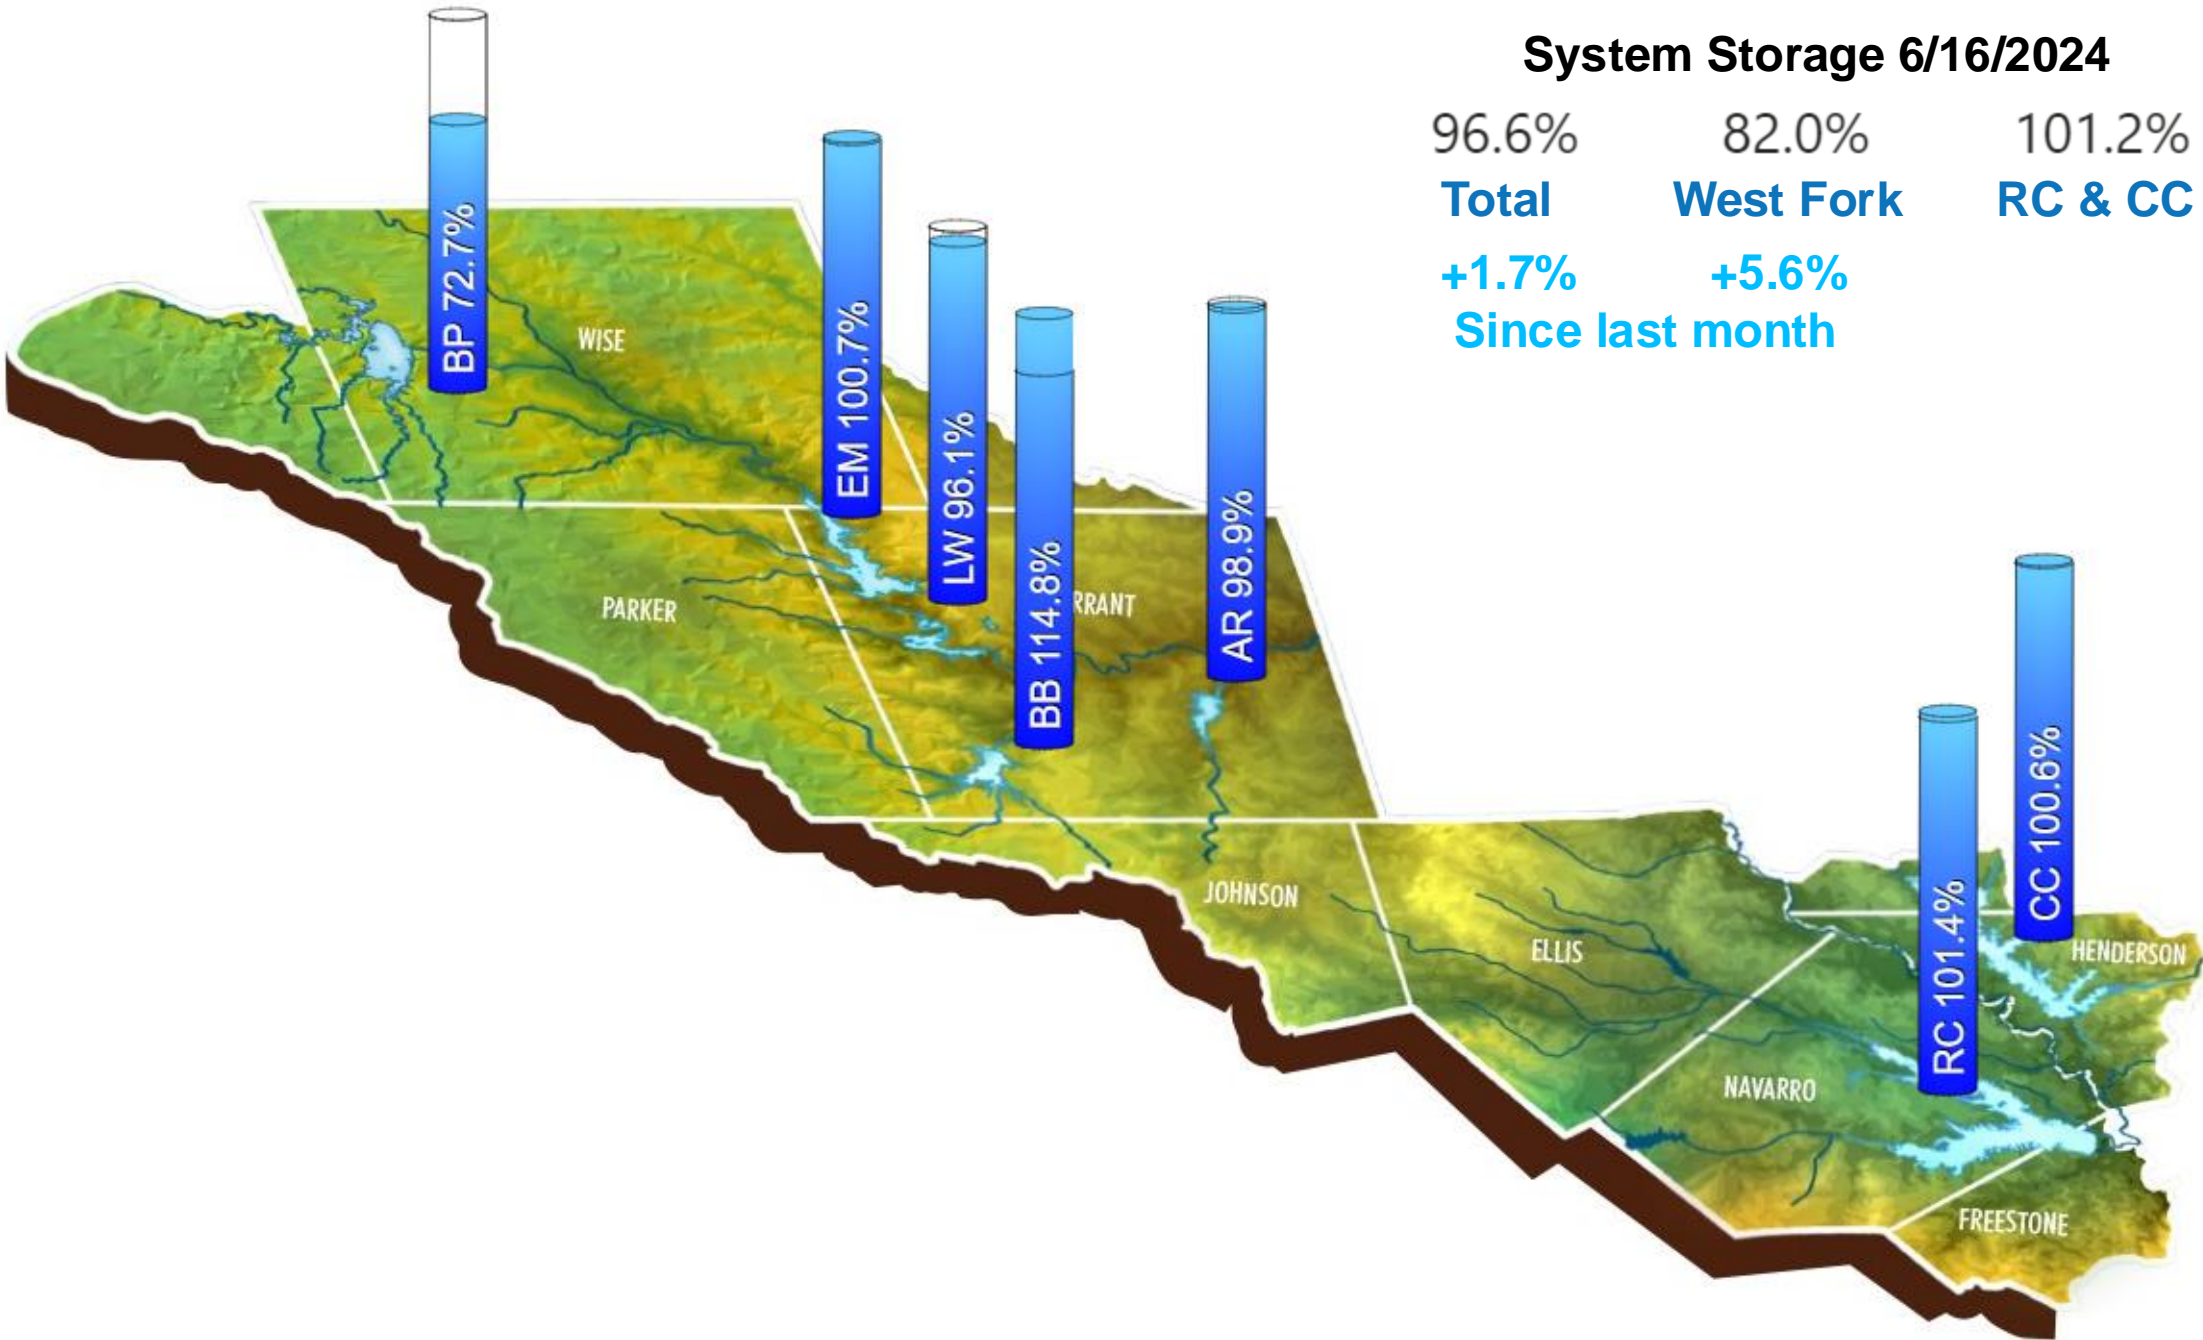 System Storage 6/16/2024
96.6% 82.0% 101.2%
Total West Fork RC & CC
+1.7% +5.6%
Since last month
BP 72.7%
EM 100.7%
LW 96.1%
BB 114.8%
AR 98.9%
RC 101.4%
CC 100.6%
WISE
PARKER
RRANT
JOHNSON
ELLIS
HENDERSON
NAVARRO
FREESTONE